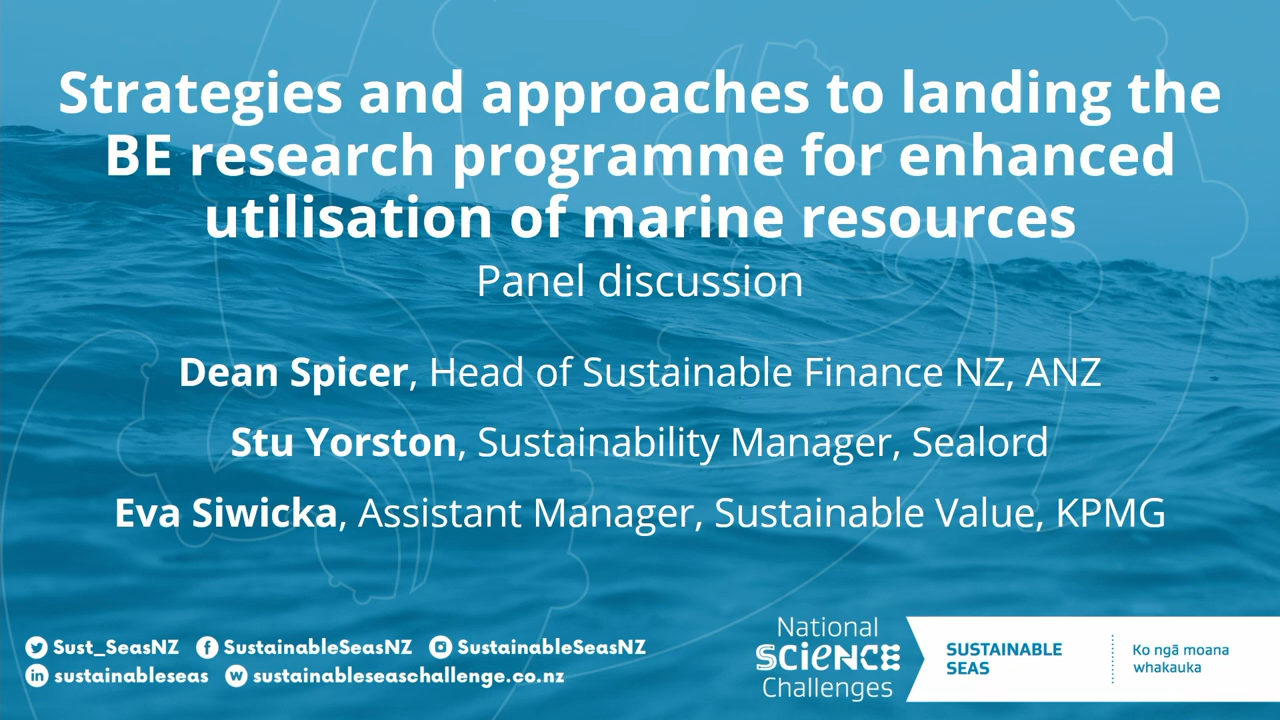 Strategies and approaches to landing the
BE research programme for enhanced
utilisation of marine resources
Panel discussion
Dean Spicer, Head of Sustainable Finance NZ, ANZ
Stu Yorston, Sustainability Manager, Sealord
Eva Siwicka, Assistant Manager, Sustainable Value, KPMG
Sust_SeasNZ SustainableSeasNZ SustainableSeasNZ
in sustainableseas w sustainableseaschallenge.co.nz
National
SCIENCE
Challenges
SUSTAINABLE
SEAS
Ko ngā moana
whakauka